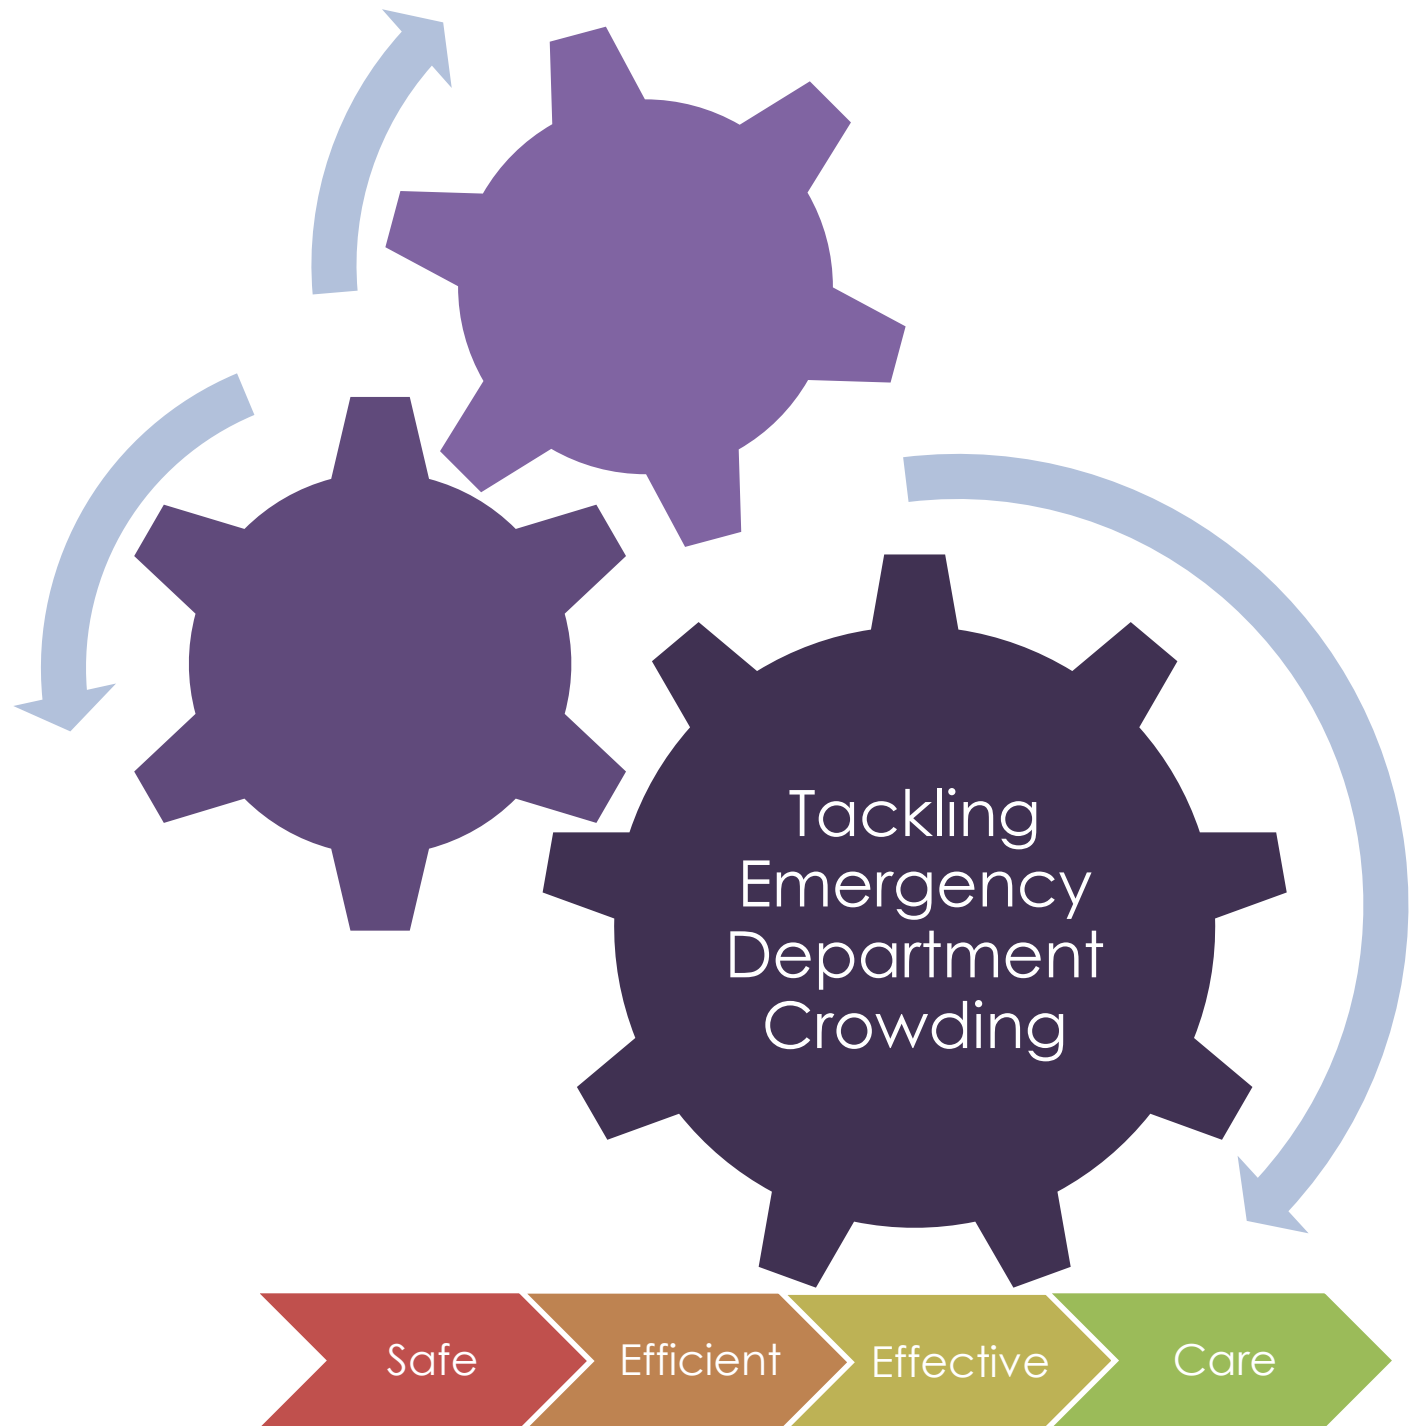 Tackling
Emergency
Department
Crowding
Safe
Efficient
Effective
Care